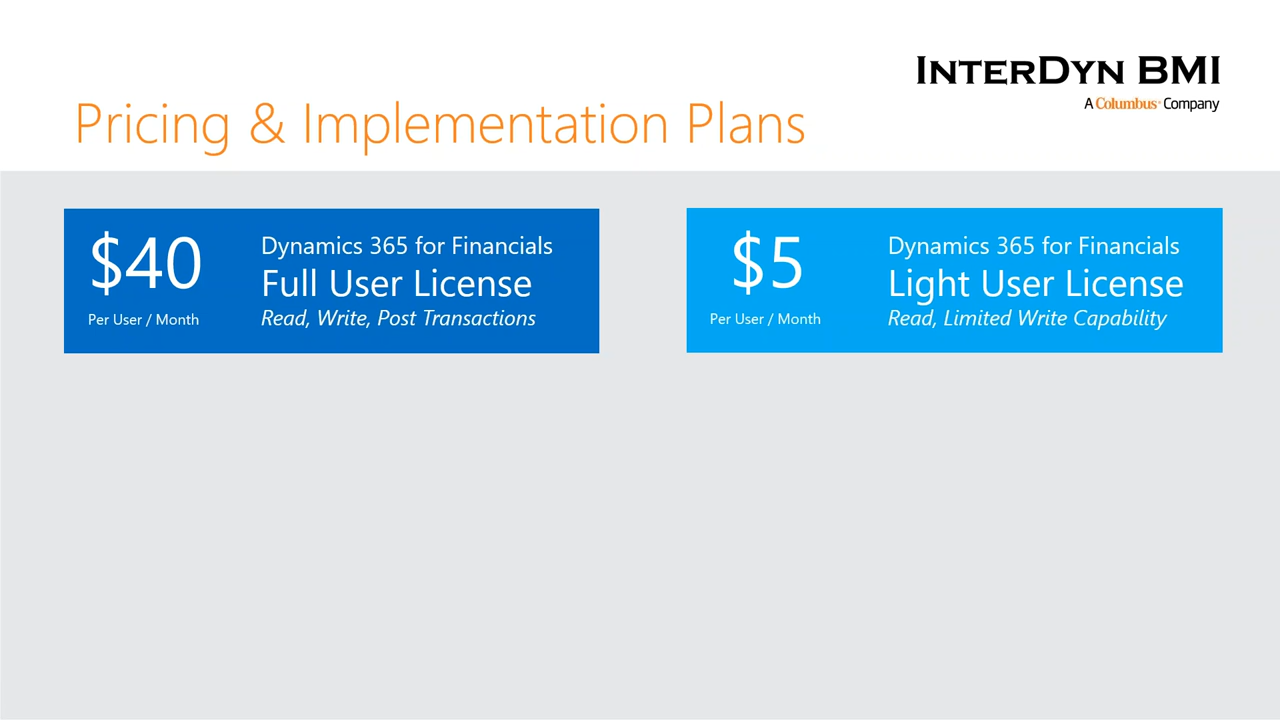 INTERDYN BMI
A Columbus Company
Pricing & Implementation Plans
$40
Per User / Month
Dynamics 365 for Financials
Full User License
Read, Write, Post Transactions
$5
Per User / Month
Dynamics 365 for Financials
Light User License
Read, Limited Write Capability